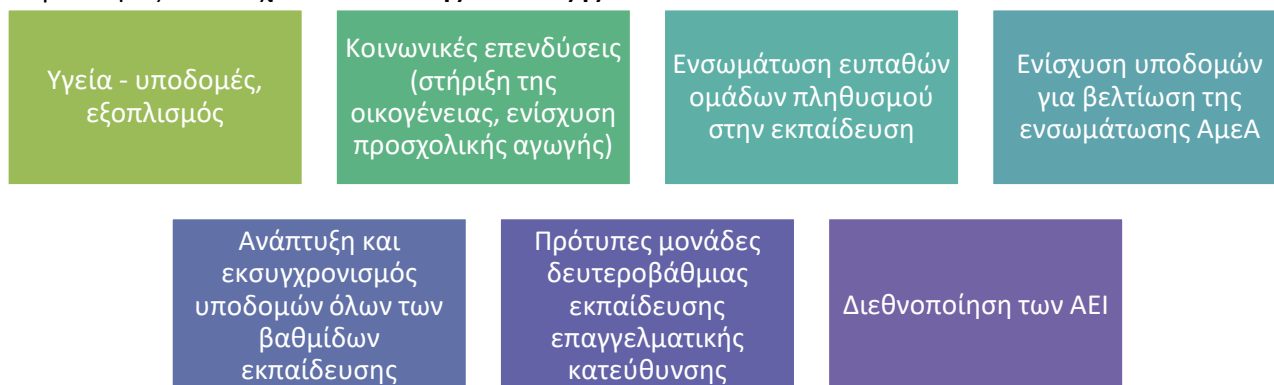 Υγεία - υποδομές,
εξοπλισμός
Κοινωνικές επενδύσεις
(στήριξη της
οικογένειας, ενίσχυση
προσχολικής αγωγής)
Ενσωμάτωση ευπαθών
ομάδων πληθυσμού
στην εκπαίδευση
Ενίσχυση υποδομών
για βελτίωση της
ενσωμάτωσης ΑμεΑ
Ανάπτυξη και
εκσυγχρονισμός
υποδομών όλων των
βαθμίδων
εκπαίδευσης
Πρότυπες μονάδες
δευτεροβάθμιας
εκπαίδευσης
επαγγελματικής
κατεύθυνσης
Διεθνοποίηση των ΑΕΙ